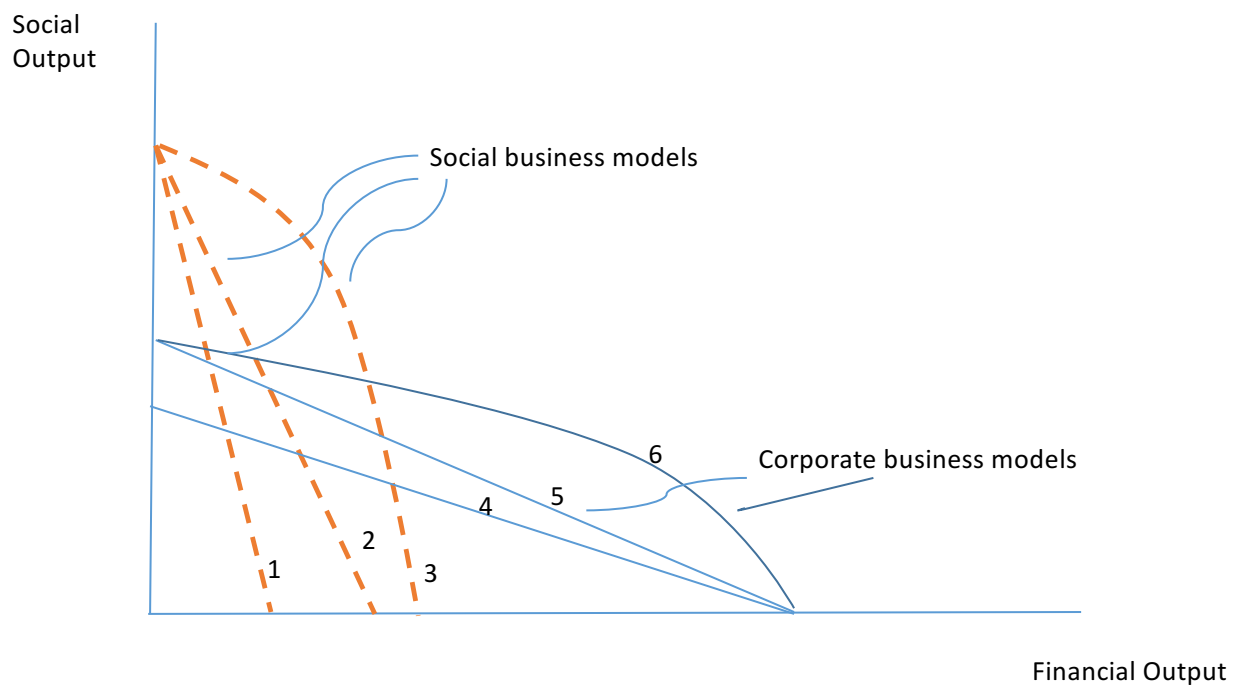 Social
Output
Social business models
6
Corporate business models
5
4
2
1
3
Financial Output